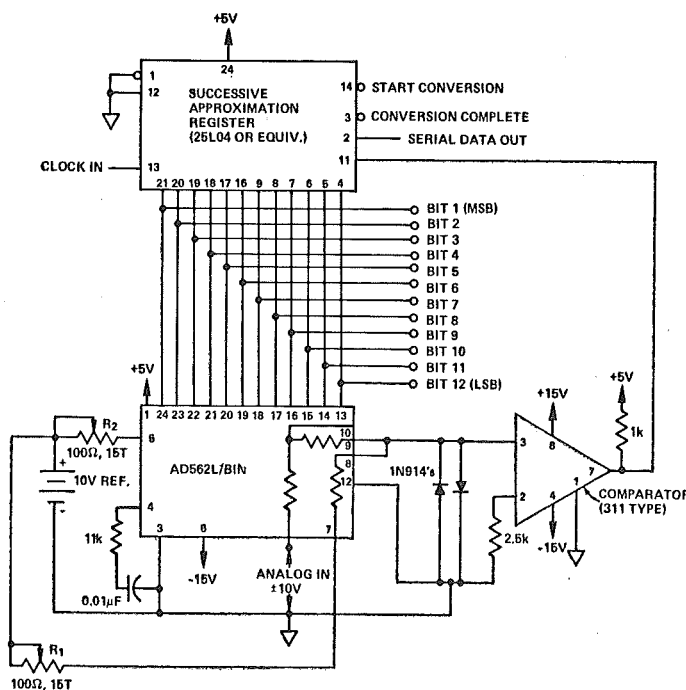 +5V
24
1
12
SUCCESSIVE
APPROXIMATION
REGISTER
(25L04 OR EQUIV.)
14 START CONVERSION
3 CONVERSION COMPLETE
2 SERIAL DATA OUT
11
CLOCK IN 13
21 20 19 18 17 16 9 8 7 6 5 4
BIT 1 (MSB)
BIT 2
BIT 3
BIT 4
BIT 5
BIT 6
BIT 7
BIT 8
BIT 9
BIT 10
BIT 11
BIT 12 (LSB)
+5V
1 24 23 22 21 20 19 18 17 16 15 14 13
R2
100Ω, 15T
6
+
10V REF.
-
AD562L/BIN
10
9
8
12
4
3
6
7
11k
0.01µF
-15V
ANALOG IN
±10V
1N914's
+15V
+5V
1k
3
8
7
1
2
4
COMPARATOR
(311 TYPE)
-15V
2.5k
R1
100Ω, 15T